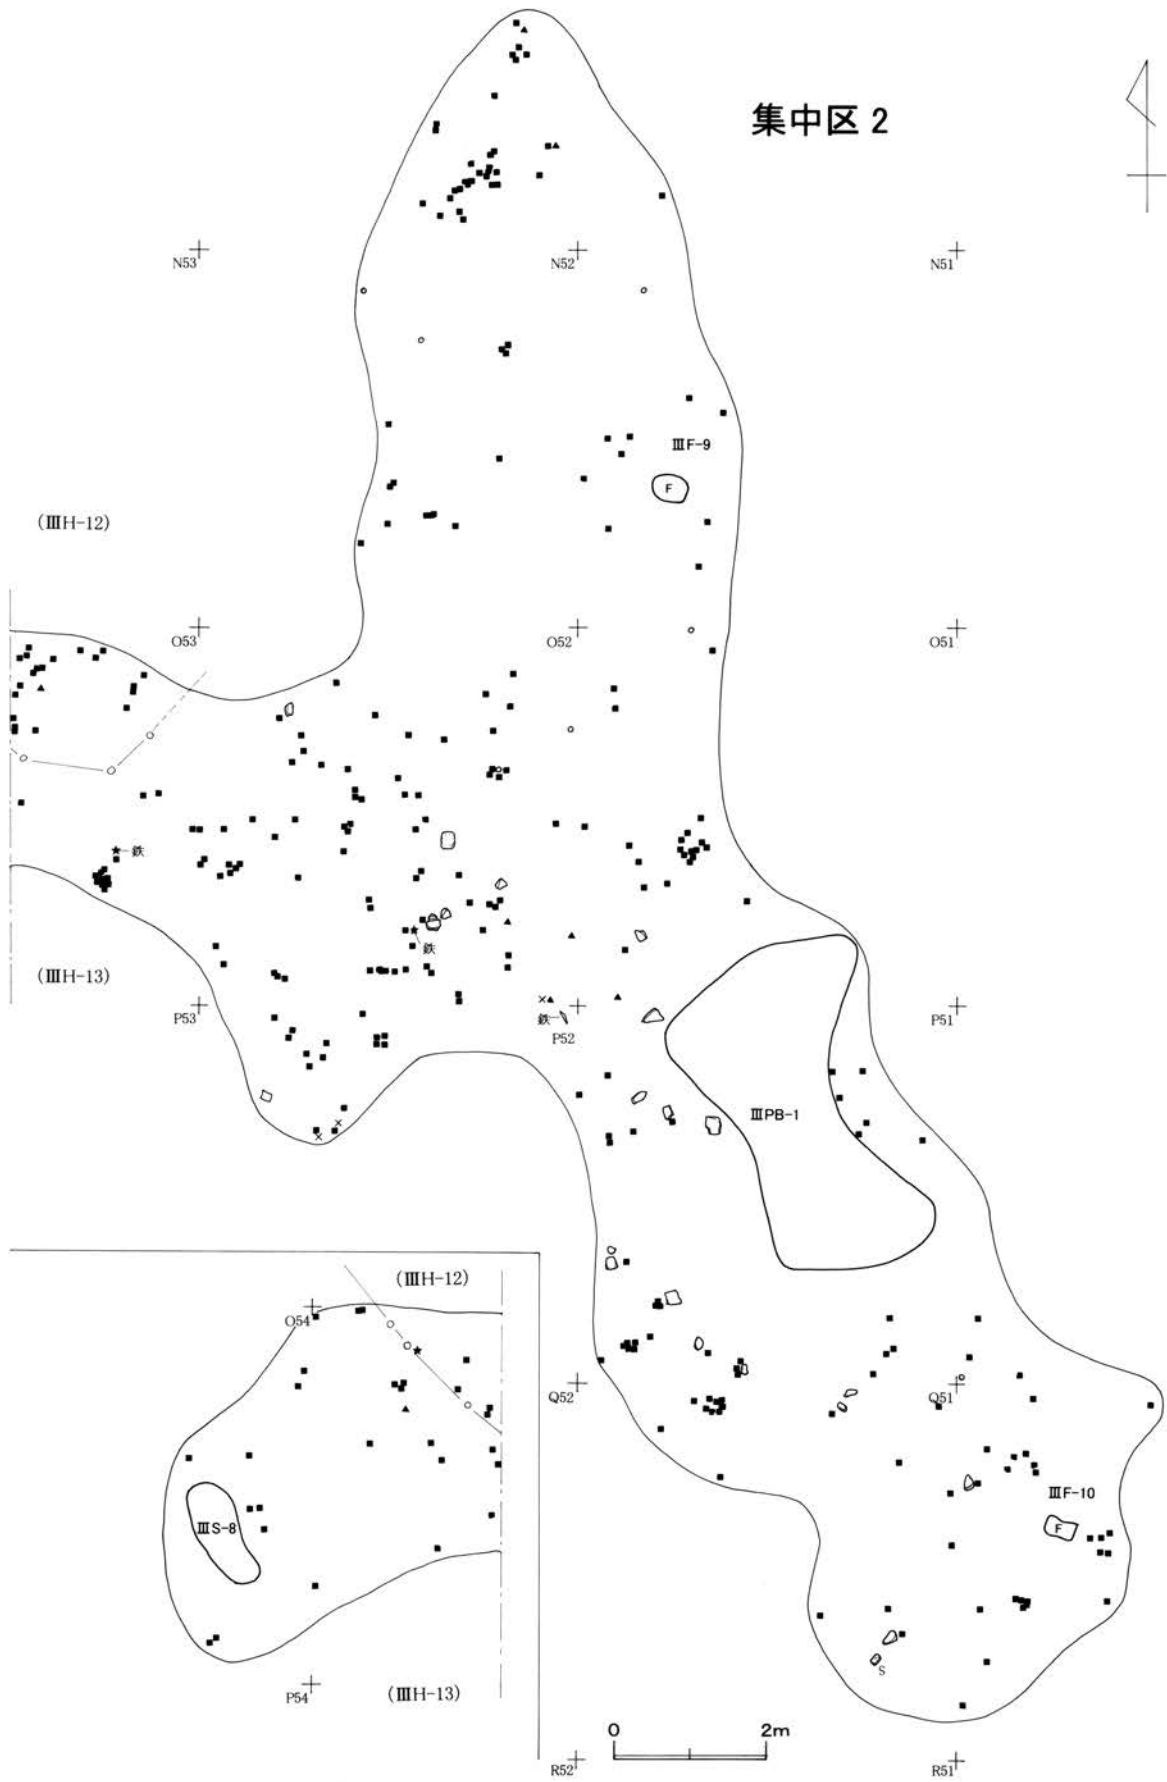 集中区 2
N53
N52
N51
ⅢF-9
F
(ⅢH-12)
O53
O52
O51
鉄
鉄
(ⅢH-13)
P53
鉄
P52
P51
ⅢPB-1
(ⅢH-12)
O54
Q52
Q51
ⅢS-8
ⅢF-10
F
S
P54
(ⅢH-13)
0 2m
R52
R51